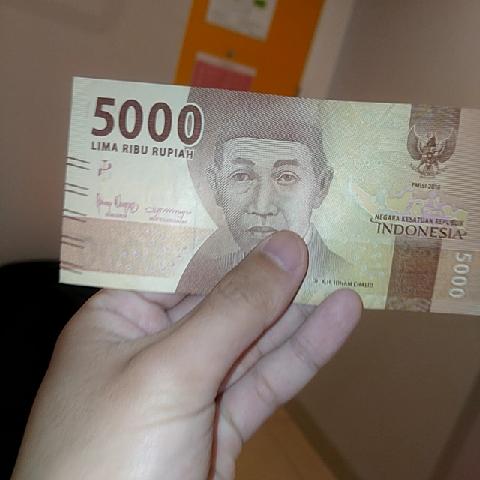 5000
LIMA RIBU RUPIAH
NEGARA KESATUAN REPUBLIK
INDONESIA
5000